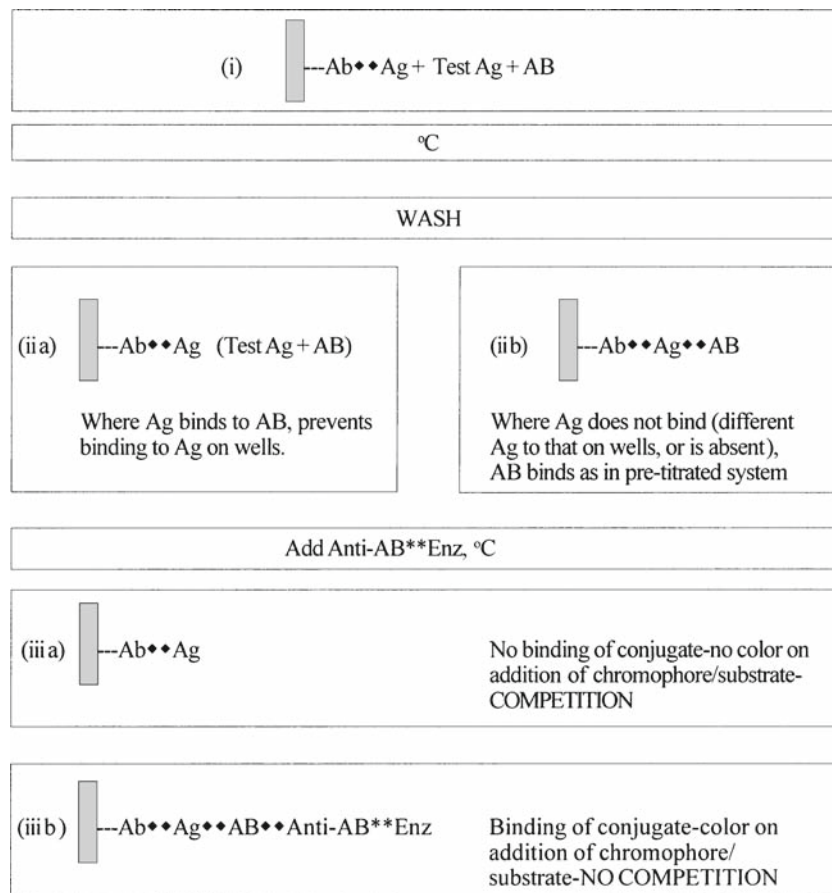 (i) ---Ab◆◆Ag + Test Ag + AB
°C
WASH
(iia) ---Ab◆◆Ag (Test Ag + AB)
Where Ag binds to AB, prevents
binding to Ag on wells.
(iib) ---Ab◆◆Ag◆◆AB
Where Ag does not bind (different
Ag to that on wells, or is absent),
AB binds as in pre-titrated system
Add Anti-AB**Enz, °C
(iiia) ---Ab◆◆Ag
No binding of conjugate-no color on
addition of chromophore/substrate-
COMPETITION
(iiib) ---Ab◆◆Ag◆◆AB◆◆Anti-AB**Enz
Binding of conjugate-color on
addition of chromophore/
substrate-NO COMPETITION